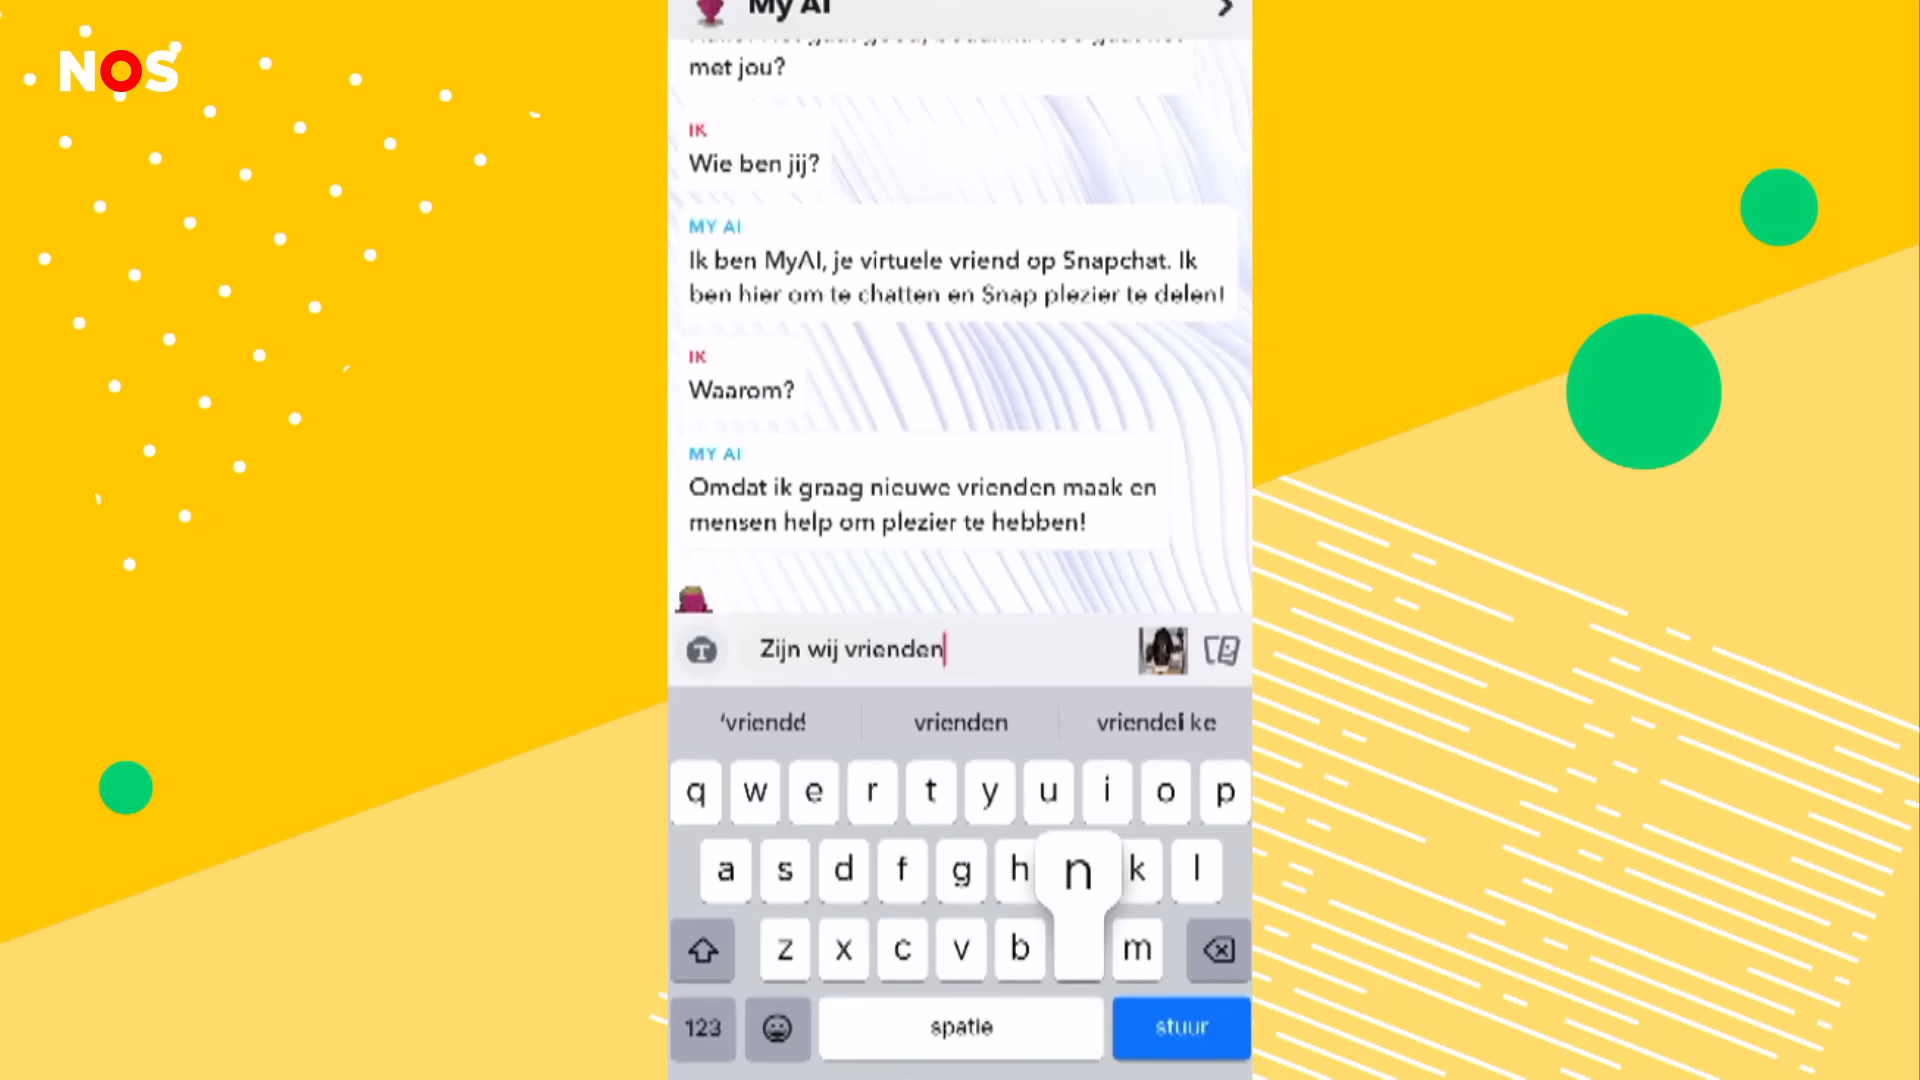 NOS
My AI
met jou?
IK
Wie ben jij?
MY AI
Ik ben MyAI, je virtuele vriend op Snapchat. Ik
ben hier om te chatten en Snap plezier te delen!
IK
Waarom?
MY AI
Omdat ik graag nieuwe vrienden maak en
mensen help om plezier te hebben!
T
Zijn wij vrienden
vrienden
q w e r t y u i o p
a s d f g h n k l
z x c v b m
123 spatie stuur